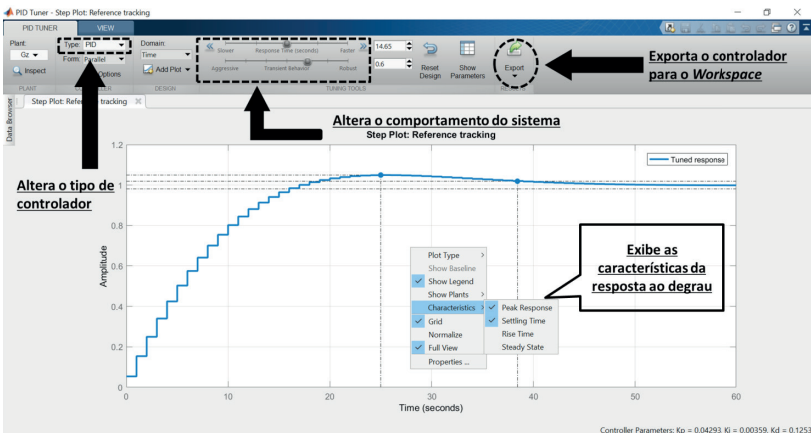 PID Tuner - Step Plot: Reference tracking
PID TUNER VIEW
Plant: Type: PID Domain: Slower Response Time (seconds) Faster 14.65
Gz Form: Parallel Time
Inspect Options Add Plot Aggressive Transient Behavior Robust 0.6
Reset Design Show Parameters Export
PLANT DESIGN TUNING TOOLS
Exporta o controlador
para o Workspace
Data Browser
Step Plot: Reference tracking
Altera o comportamento do sistema
Step Plot: Reference tracking
Tuned response
Altera o tipo de
controlador
Amplitude
1.2
1
0.8
0.6
0.4
0.2
0
Plot Type
Show Baseline
Show Legend
Show Plants
Characteristics
Grid
Normalize
Full View
Properties ...
Peak Response
Settling Time
Rise Time
Steady State
Exibe as
características da
resposta ao degrau
0 10 20 30 40 50 60
Time (seconds)
Controller Parameters: Kp = 0.04293, Ki = 0.00359, Kd = 0.1253